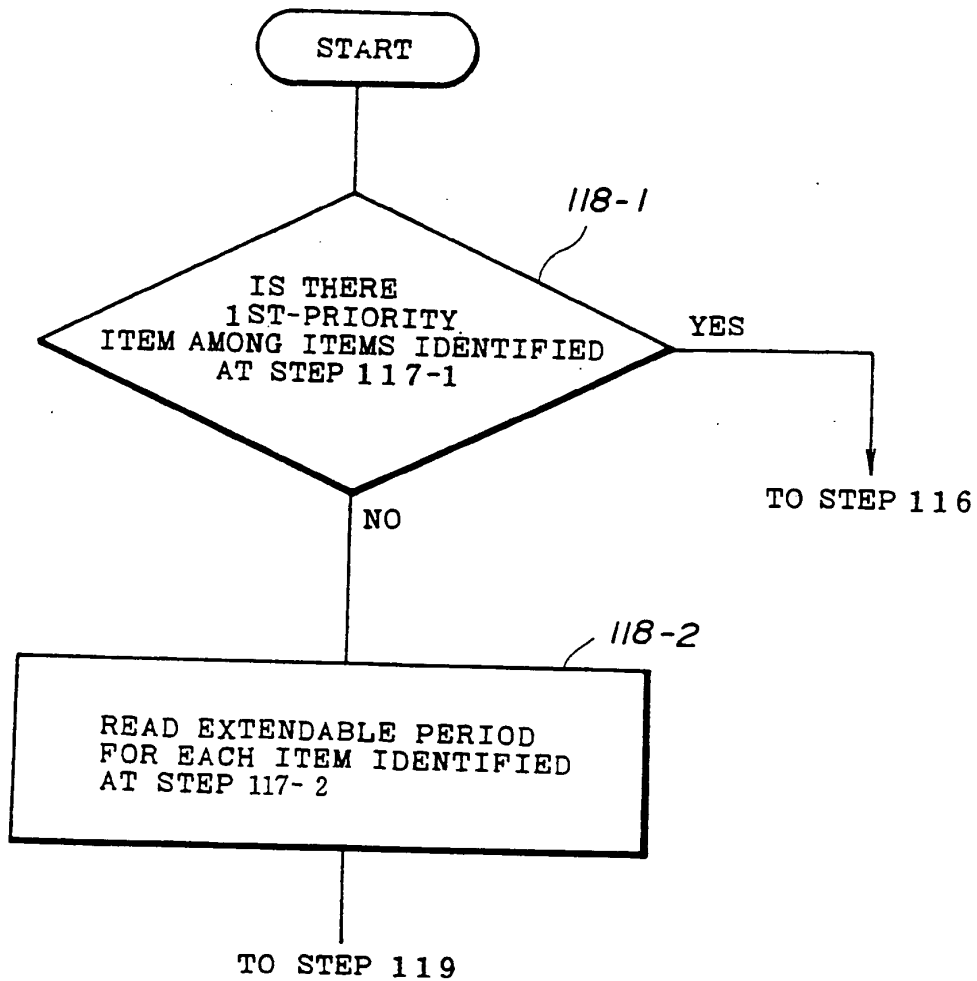 START
118-1
IS THERE
1ST-PRIORITY
ITEM AMONG ITEMS IDENTIFIED
AT STEP 117-1
YES
TO STEP 116
NO
118-2
READ EXTENDABLE PERIOD
FOR EACH ITEM IDENTIFIED
AT STEP 117-2
TO STEP 119